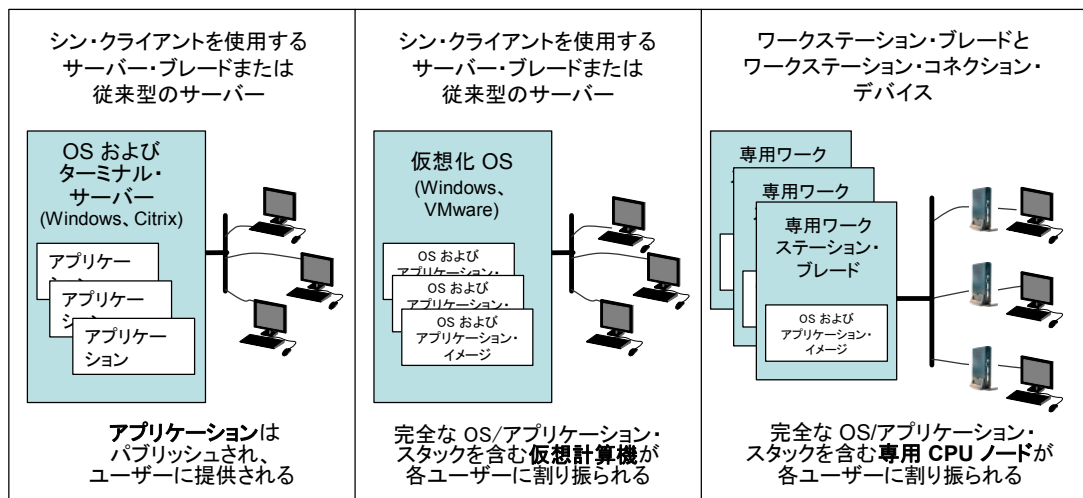 シン・クライアントを使用する
サーバー・ブレードまたは
従来型のサーバー
OS および
ターミナル・
サーバー
(Windows、Citrix)
アプリケー
ション
アプリケー
ション
アプリケー
ション
アプリケーションは
パブリッシュされ、
ユーザーに提供される
シン・クライアントを使用する
サーバー・ブレードまたは
従来型のサーバー
仮想化 OS
(Windows、
VMware)
OS および
アプリケーション・
OS および
アプリケーション・
OS および
アプリケーション・
イメージ
完全な OS/アプリケーション・
スタックを含む仮想計算機が
各ユーザーに割り振られる
ワークステーション・ブレードと
ワークステーション・コネクション・
デバイス
専用ワーク
専用ワーク
専用ワーク
ステーション・
ブレード
OS および
アプリケーション・
イメージ
完全な OS/アプリケーション・
スタックを含む専用 CPU ノードが
各ユーザーに割り振られる